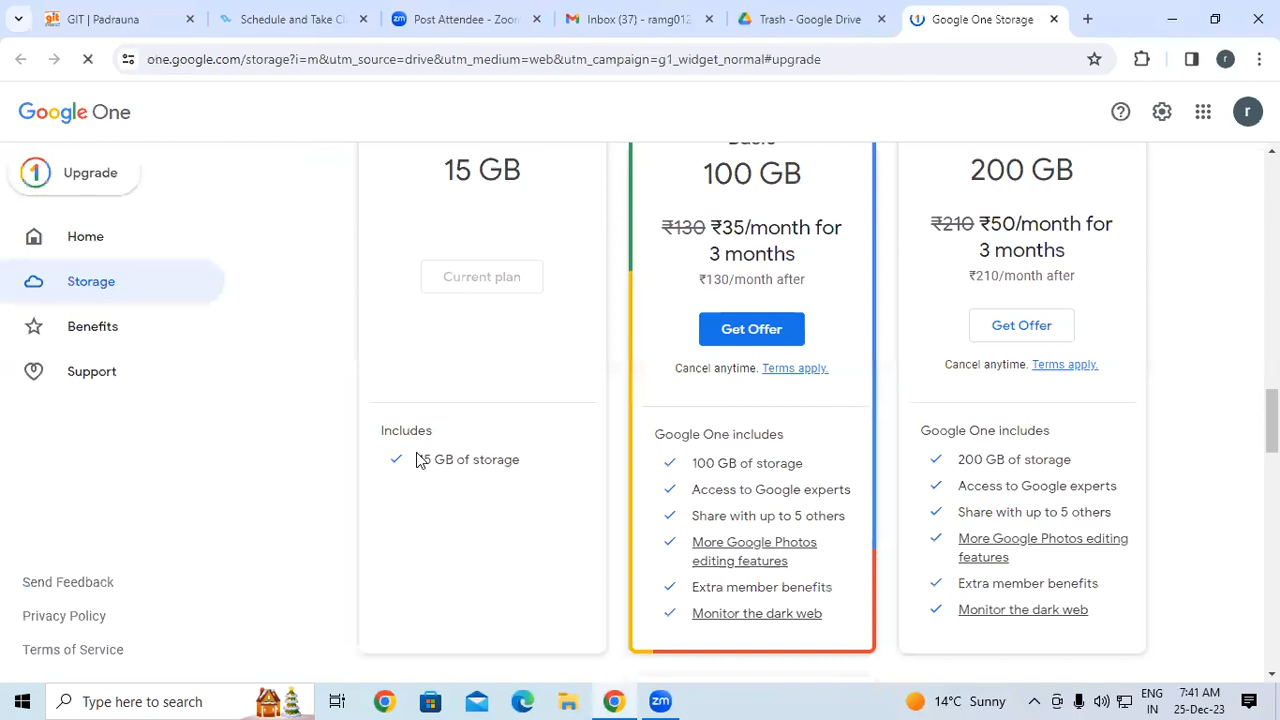 GIT | Padrauna
Schedule and Take Cl
Post Attendee - Zoom
Inbox (37) - ramg012
Trash - Google Drive
Google One Storage
one.google.com/storage?i=m&utm_source=drive&utm_medium=web&utm_campaign=g1_widget_normal#upgrade
r
Google One
r
Upgrade
Home
Storage
Benefits
Support
Send Feedback
Privacy Policy
Terms of Service
15 GB
Current plan
Includes
15 GB of storage
Basic
100 GB
₹130 ₹35/month for
3 months
₹130/month after
Get Offer
Cancel anytime. Terms apply.
Google One includes
100 GB of storage
Access to Google experts
Share with up to 5 others
More Google Photos
editing features
Extra member benefits
Monitor the dark web
200 GB
₹210 ₹50/month for
3 months
₹210/month after
Get Offer
Cancel anytime. Terms apply.
Google One includes
200 GB of storage
Access to Google experts
Share with up to 5 others
More Google Photos editing
features
Extra member benefits
Monitor the dark web
Type here to search
zm
14°C Sunny
ENG
IN
7:41 AM
25-Dec-23